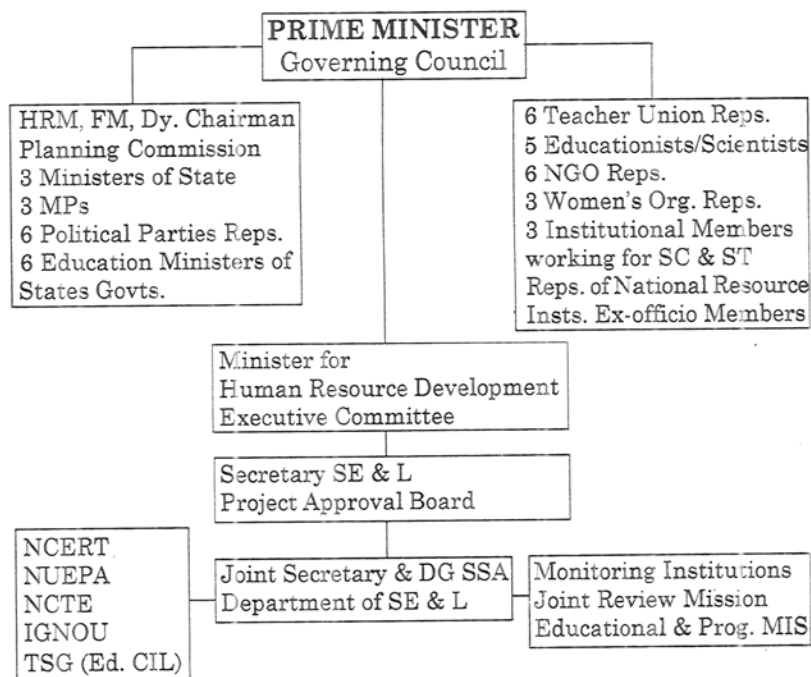 PRIME MINISTER
Governing Council
HRM, FM, Dy. Chairman
Planning Commission
3 Ministers of State
3 MPs
6 Political Parties Reps.
6 Education Ministers of
States Govts.
6 Teacher Union Reps.
5 Educationists/Scientists
6 NGO Reps.
3 Women's Org. Reps.
3 Institutional Members
working for SC & ST
Reps. of National Resource
Insts. Ex-officio Members
Minister for
Human Resource Development
Executive Committee
Secretary SE & L
Project Approval Board
NCERT
NUEPA
NCTE
IGNOU
TSG (Ed. CIL)
Joint Secretary & DG SSA
Department of SE & L
Monitoring Institutions
Joint Review Mission
Educational & Prog. MIS